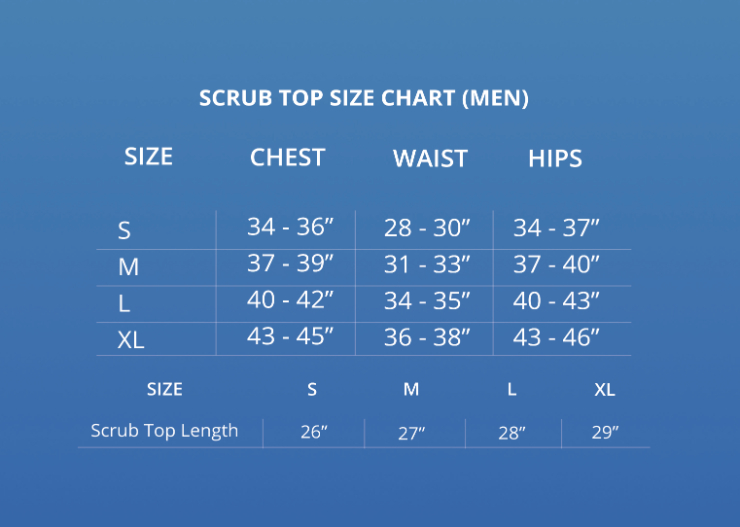 SCRUB TOP SIZE CHART (MEN)
SIZE CHEST WAIST HIPS
S 34 - 36” 28 - 30” 34 - 37”
M 37 - 39” 31 - 33” 37 - 40”
L 40 - 42” 34 - 35” 40 - 43”
XL 43 - 45” 36 - 38” 43 - 46”
SIZE S M L XL
Scrub Top Length 26” 27” 28” 29”